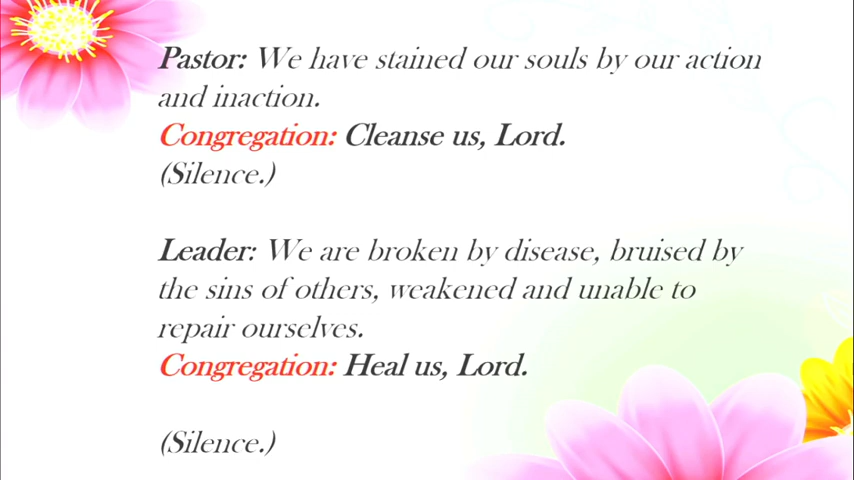 Pastor: We have stained our souls by our action
and inaction.
Congregation: Cleanse us, Lord.
(Silence.)
Leader: We are broken by disease, bruised by
the sins of others, weakened and unable to
repair ourselves.
Congregation: Heal us, Lord.
(Silence.)